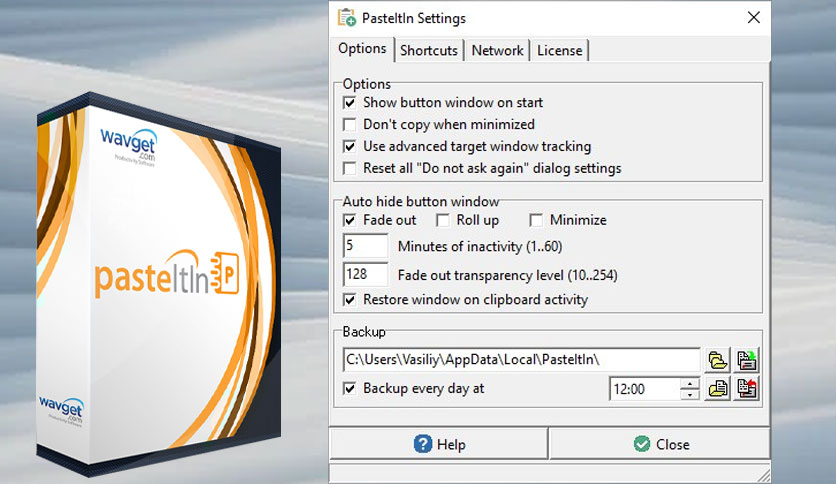 wavget
.com
Productivity Software
pasteItIn P
wavget
.com
PasteItIn Settings
Options Shortcuts Network License
Options
Show button window on start
Don't copy when minimized
Use advanced target window tracking
Reset all "Do not ask again" dialog settings
Auto hide button window
Fade out Roll up Minimize
5 Minutes of inactivity (1..60)
128 Fade out transparency level (10..254)
Restore window on clipboard activity
Backup
C:\Users\Vasiliy\AppData\Local\PasteItIn\
Backup every day at 12:00
? Help Close